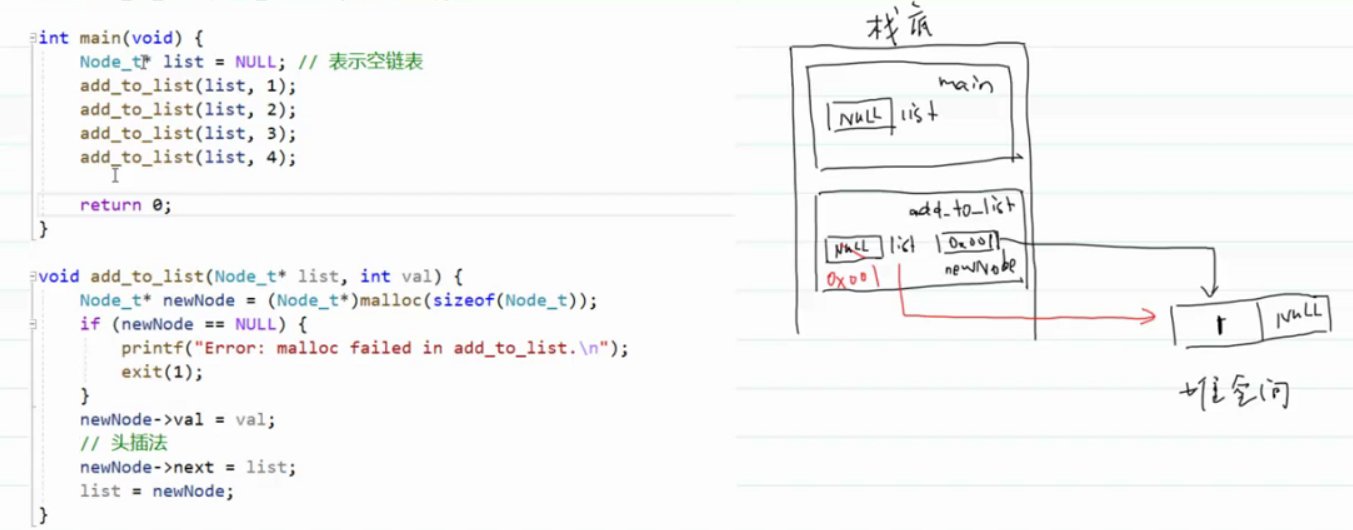 int main(void) {
Node_t* list = NULL; // 表示空链表
add_to_list(list, 1);
add_to_list(list, 2);
add_to_list(list, 3);
add_to_list(list, 4);
return 0;
}
void add_to_list(Node_t* list, int val) {
Node_t* newNode = (Node_t*)malloc(sizeof(Node_t));
if (newNode == NULL) {
printf("Error: malloc failed in add_to_list.\n");
exit(1);
}
newNode->val = val;
// 头插法
newNode->next = list;
list = newNode;
}
栈底
main
NULL list
add_to_list
NULL list 0x001
0x001 newNode
1 NULL
堆空间